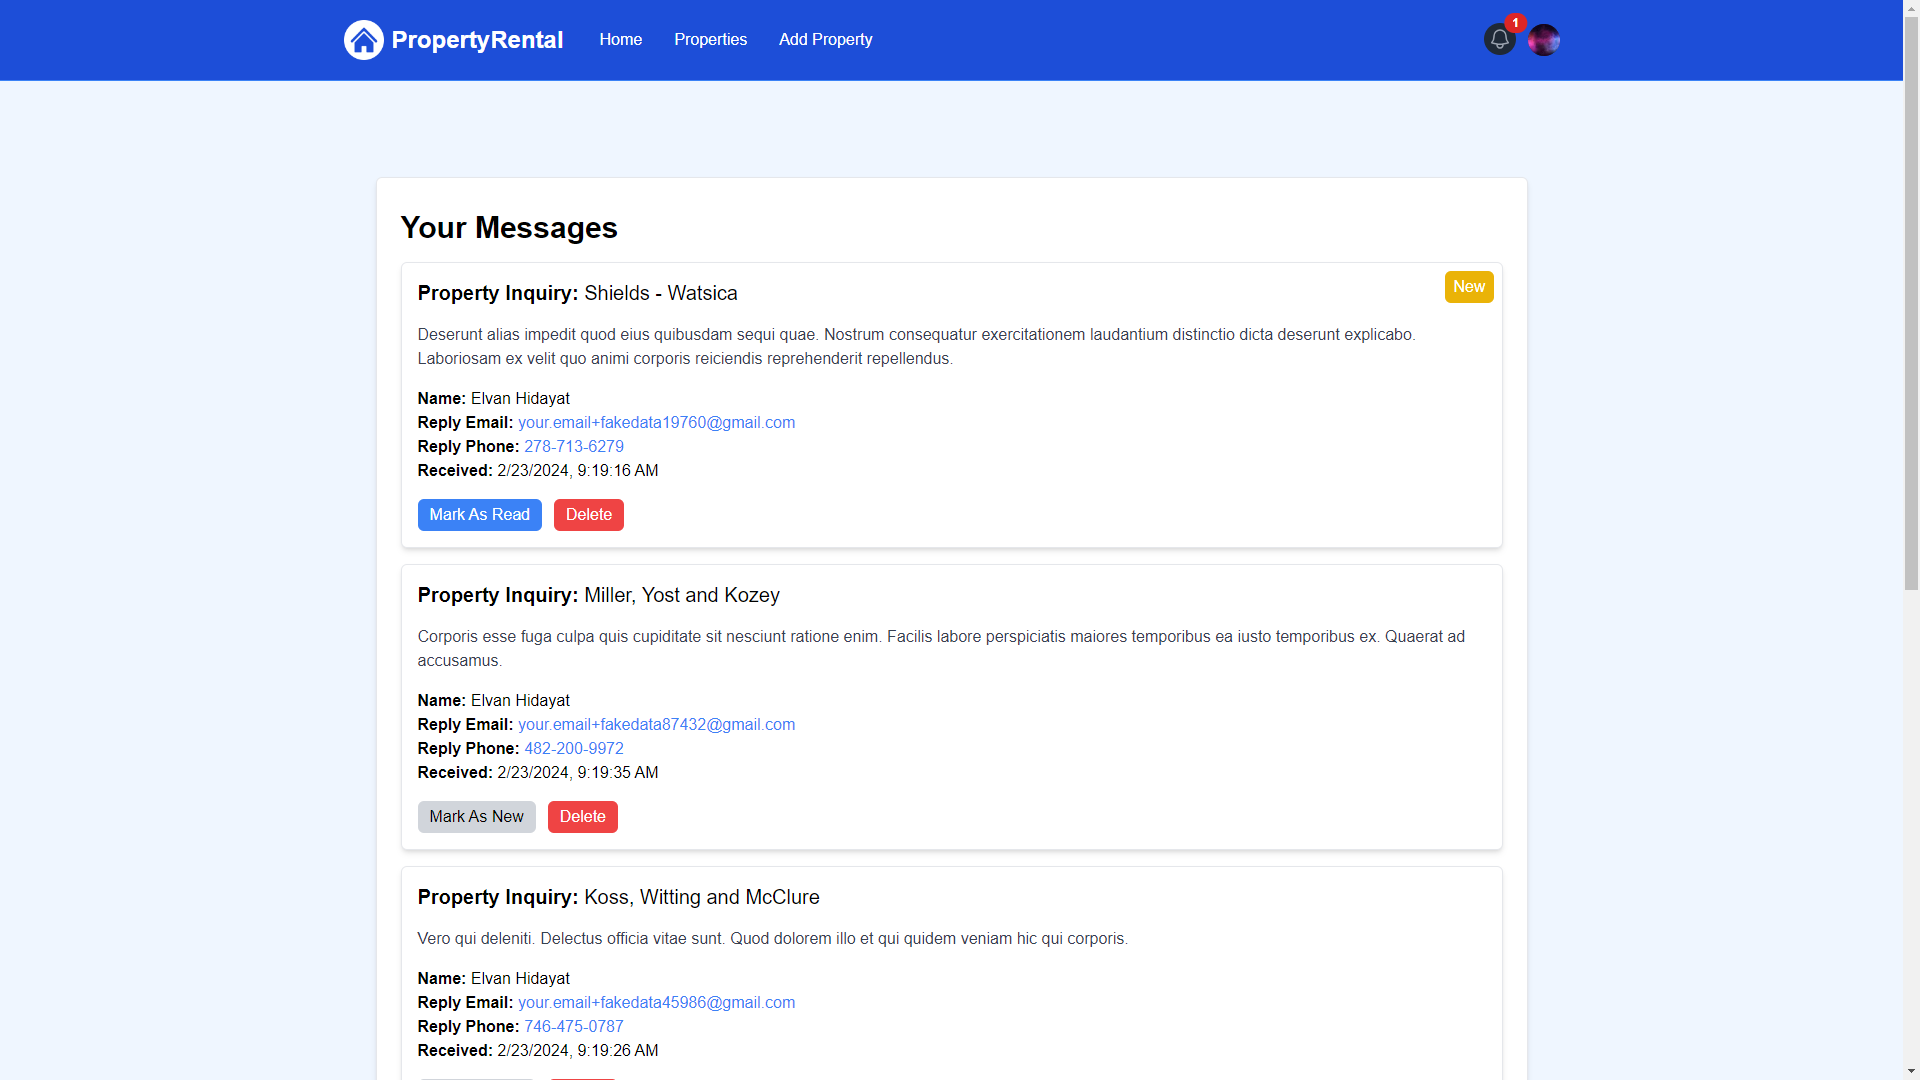 PropertyRental
Home
Properties
Add Property
1
Your Messages
Property Inquiry: Shields - Watsica
New
Deserunt alias impedit quod eius quibusdam sequi quae. Nostrum consequatur exercitationem laudantium distinctio dicta deserunt explicabo.
Laboriosam ex velit quo animi corporis reiciendis reprehenderit repellendus.
Name: Elvan Hidayat
Reply Email: your.email+fakedata19760@gmail.com
Reply Phone: 278-713-6279
Received: 2/23/2024, 9:19:16 AM
Mark As Read
Delete
Property Inquiry: Miller, Yost and Kozey
Corporis esse fuga culpa quis cupiditate sit nesciunt ratione enim. Facilis labore perspiciatis maiores temporibus ea iusto temporibus ex. Quaerat ad
accusamus.
Name: Elvan Hidayat
Reply Email: your.email+fakedata87432@gmail.com
Reply Phone: 482-200-9972
Received: 2/23/2024, 9:19:35 AM
Mark As New
Delete
Property Inquiry: Koss, Witting and McClure
Vero qui deleniti. Delectus officia vitae sunt. Quod dolorem illo et qui quidem veniam hic qui corporis.
Name: Elvan Hidayat
Reply Email: your.email+fakedata45986@gmail.com
Reply Phone: 746-475-0787
Received: 2/23/2024, 9:19:26 AM